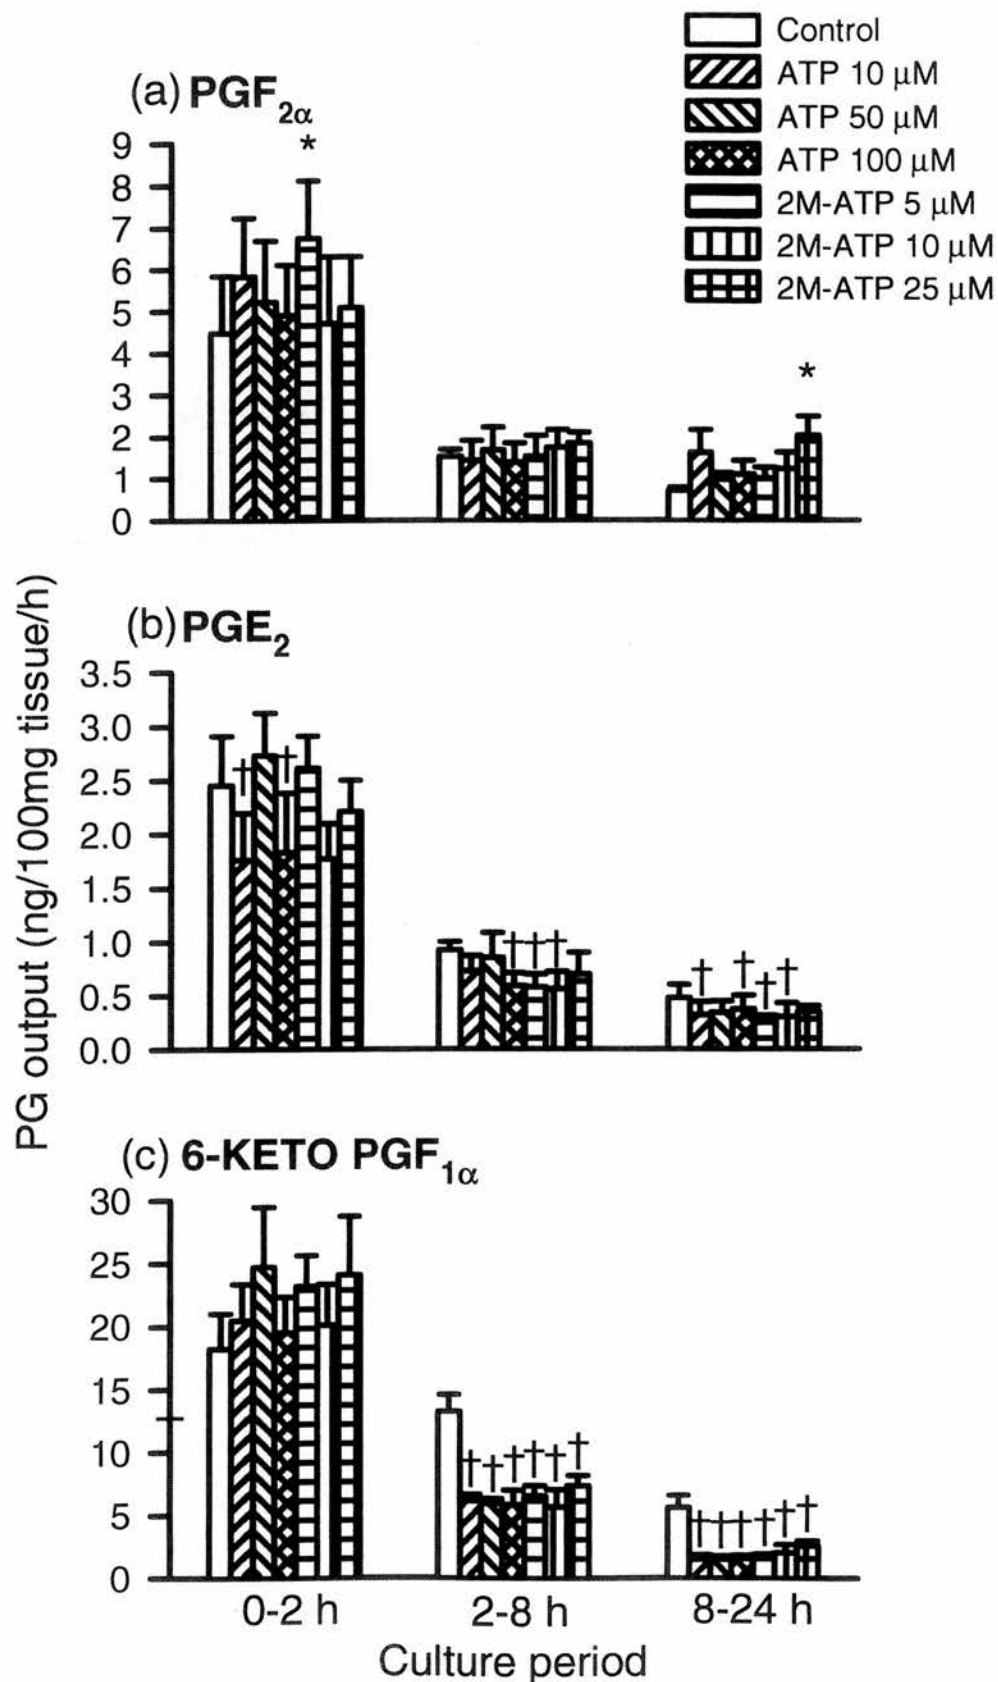 Control
ATP 10 μM
ATP 50 μM
ATP 100 μM
2M-ATP 5 μM
2M-ATP 10 μM
2M-ATP 25 μM
(a) PGF2α
*
9
8
7
6
5
4
3
2
1
0
*
PG output (ng/100mg tissue/h)
(b) PGE2
3.5
3.0
2.5
2.0
1.5
1.0
0.5
0.0
† †
† † †
† † † †
(c) 6-KETO PGF1α
30
25
20
15
10
5
0
† † † † † †
† † † † † †
0-2 h 2-8 h 8-24 h
Culture period